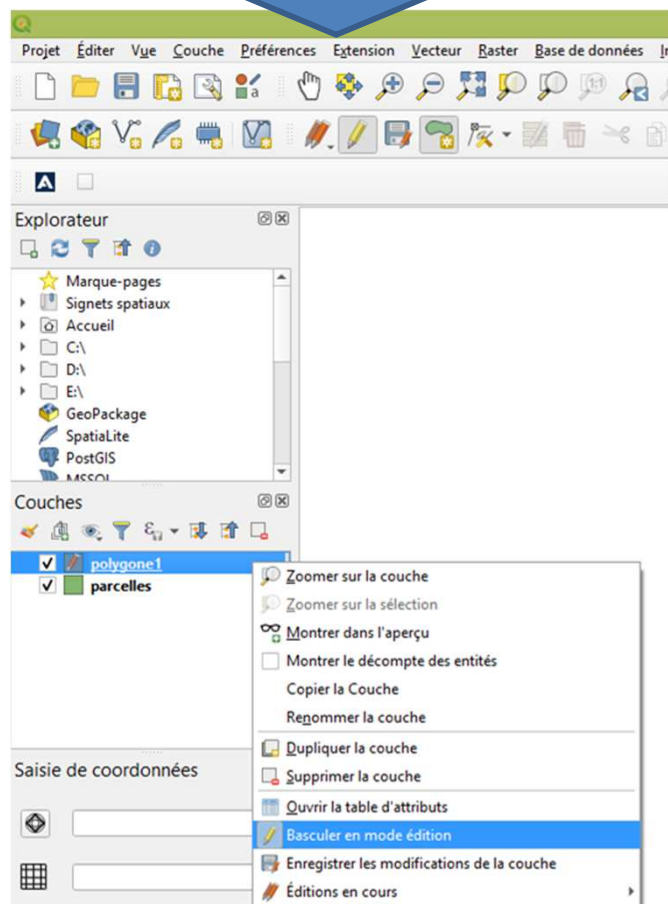 Projet Éditer Vue Couche Préférences Extension Vecteur Raster Base de données
Explorateur
Marque-pages
Signets spatiaux
Accueil
C:\
D:\
E:\
GeoPackage
SpatiaLite
PostGIS
MSSQL
Couches
polygone1
parcelles
Zoomer sur la couche
Zoomer sur la sélection
Montrer dans l'aperçu
Montrer le décompte des entités
Copier la Couche
Renommer la couche
Dupliquer la couche
Supprimer la couche
Ouvrir la table d'attributs
Basculer en mode édition
Enregistrer les modifications de la couche
Éditions en cours
Saisie de coordonnées